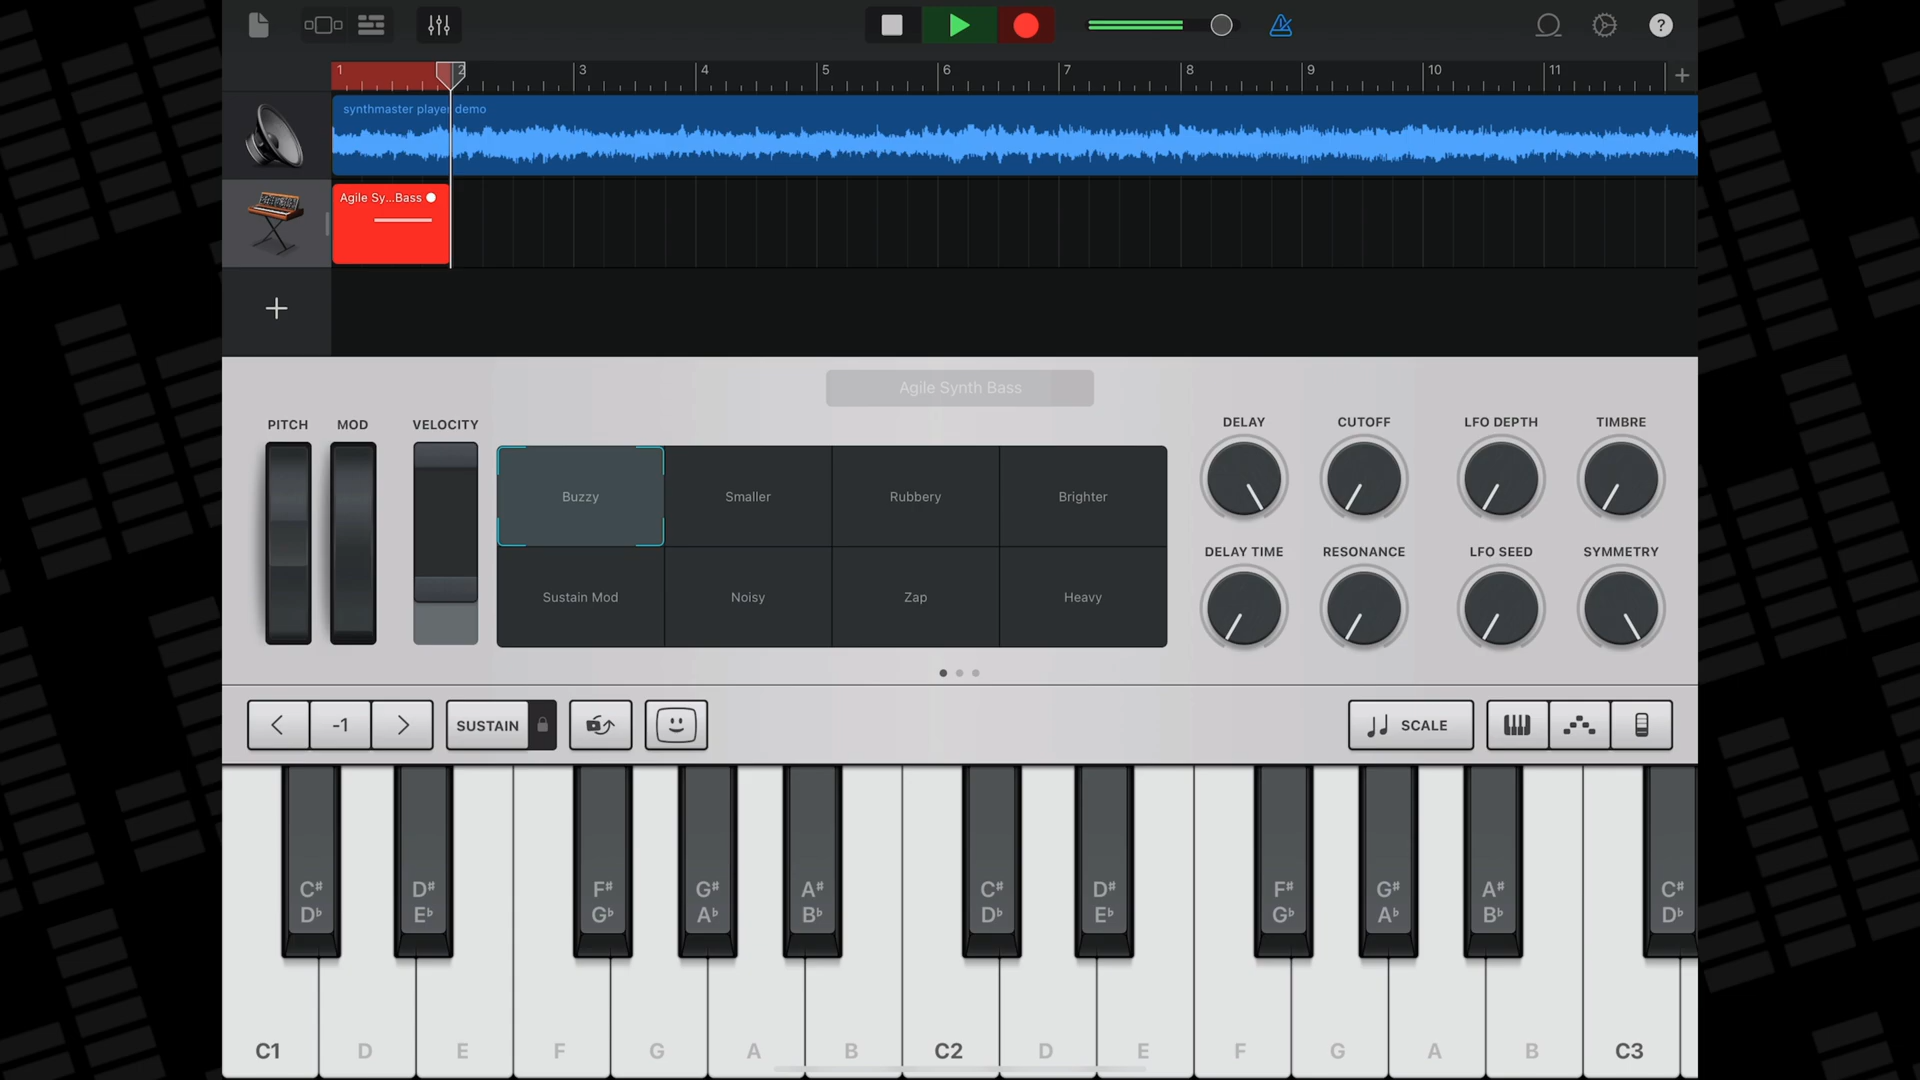 ?
1 2 3 4 5 6 7 8 9 10 11
synthmaster player demo
Agile Sy...Bass
Agile Synth Bass
PITCH MOD VELOCITY
DELAY CUTOFF LFO DEPTH TIMBRE
Buzzy Smaller Rubbery Brighter
DELAY TIME RESONANCE LFO SEED SYMMETRY
Sustain Mod Noisy Zap Heavy
-1 SUSTAIN SCALE
C♯ D♯ F♯ G♯ A♯ C♯ D♯ F♯ G♯ A♯ C♯
D♭ E♭ G♭ A♭ B♭ D♭ E♭ G♭ A♭ B♭ D♭
C1 D E F G A B C2 D E F G A B C3